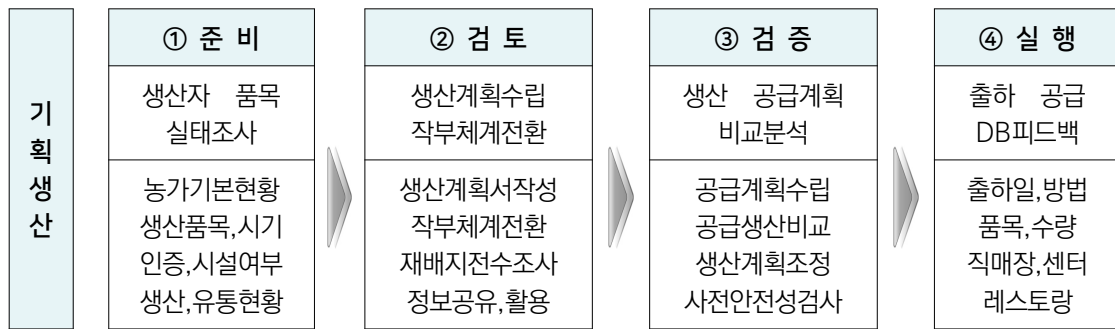 기획생산
① 준 비
생산자 품목
실태조사
농가기본현황
생산품목,시기
인증,시설여부
생산,유통현황
② 검 토
생산계획수립
작부체계전환
생산계획서작성
작부체계전환
재배지전수조사
정보공유,활용
③ 검 증
생산 공급계획
비교분석
공급계획수립
공급생산비교
생산계획조정
사전안전성검사
④ 실 행
출하 공급
DB피드백
출하일,방법
품목,수량
직매장,센터
레스토랑